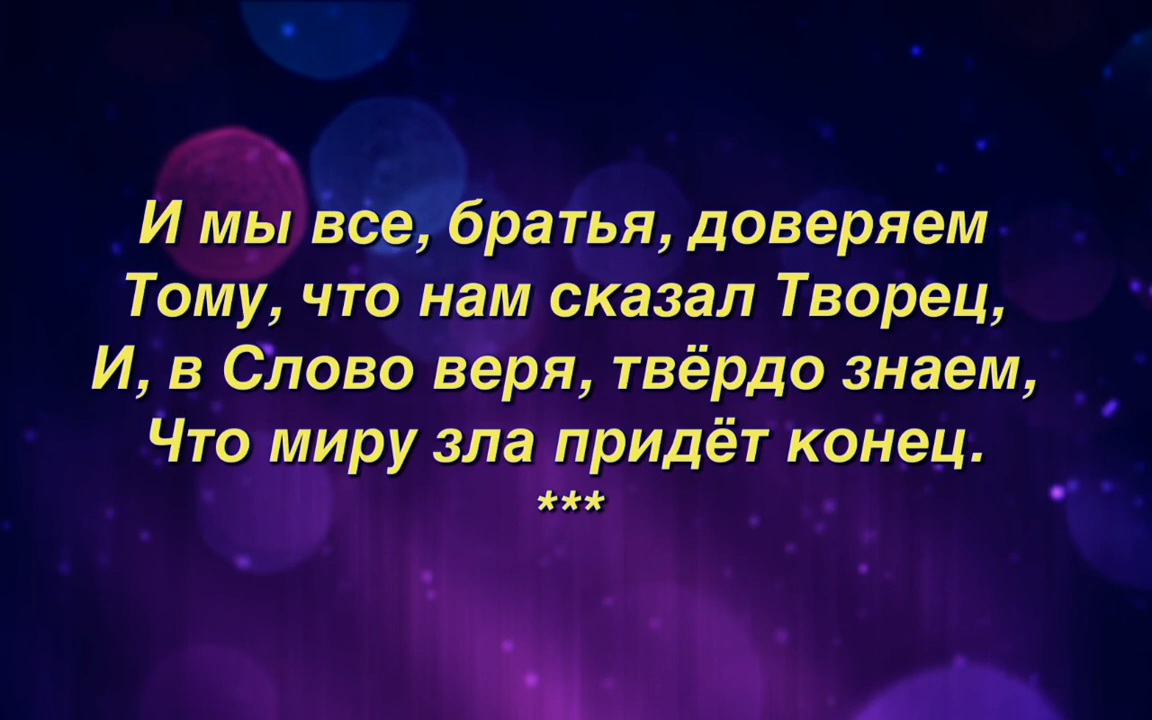 И мы все, братья, доверяем
Тому, что нам сказал Творец,
И, в Слово веря, твёрдо знаем,
Что миру зла придёт конец.
***